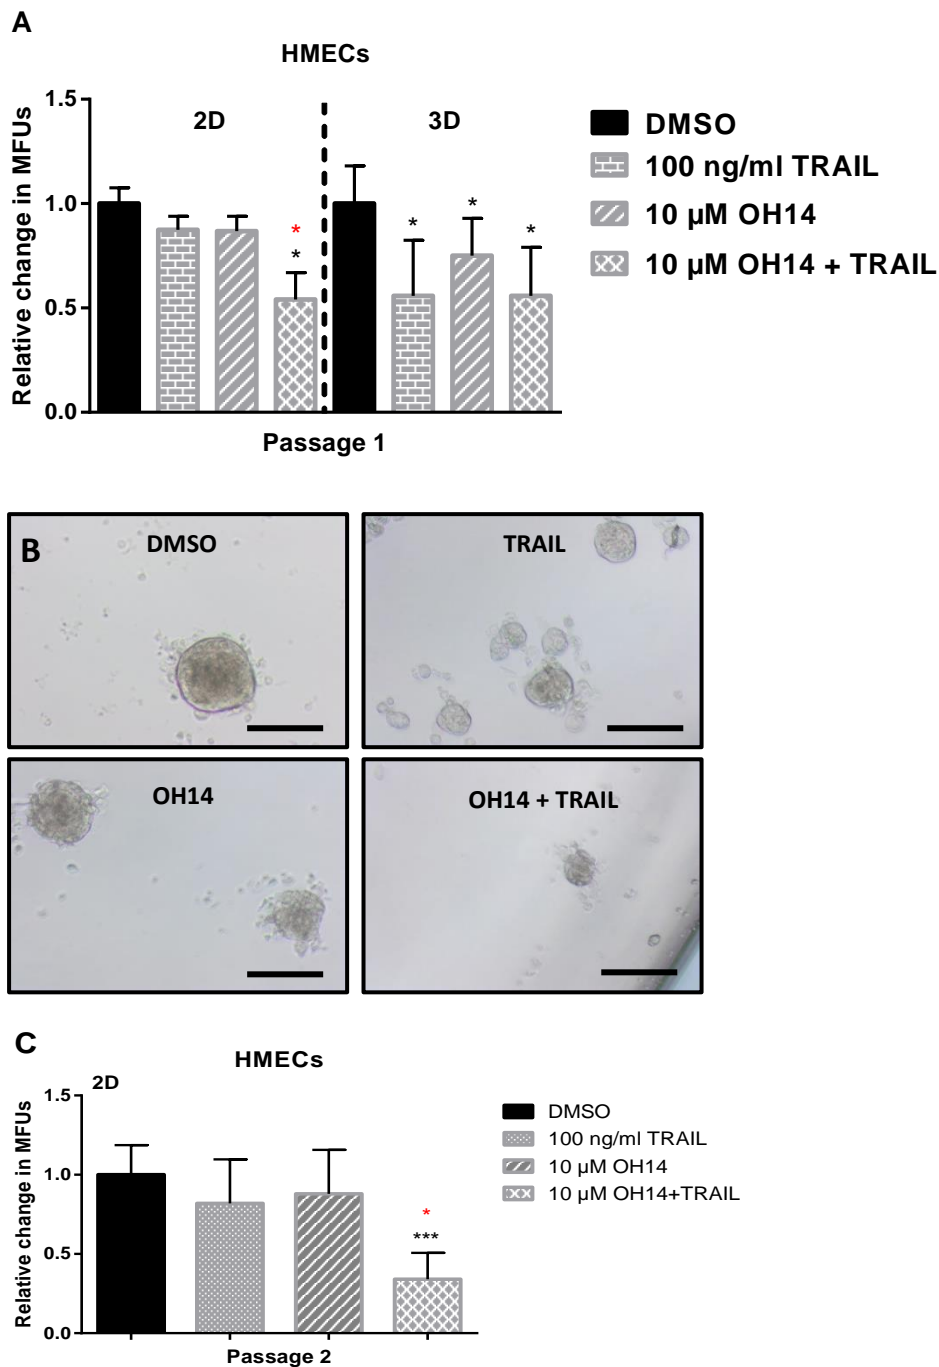 A
HMECs
1.5
2D
3D
Relative change in MFUs
1.0
*
*
*
*
*
0.5
0.0
Passage 1
DMSO
100 ng/ml TRAIL
10 µM OH14
10 µM OH14 + TRAIL
B
DMSO
TRAIL
OH14
OH14 + TRAIL
C
HMECs
2D
1.5
Relative change in MFUs
1.0
*
***
0.5
0.0
Passage 2
DMSO
100 ng/ml TRAIL
10 µM OH14
10 µM OH14+TRAIL